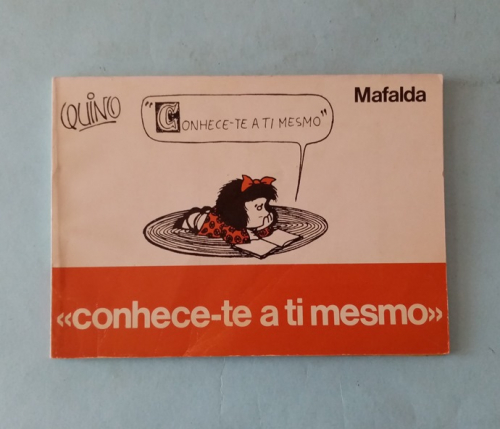 QUINO
Mafalda
"CONHECE-TE A TI MESMO"
«conhece-te a ti mesmo»